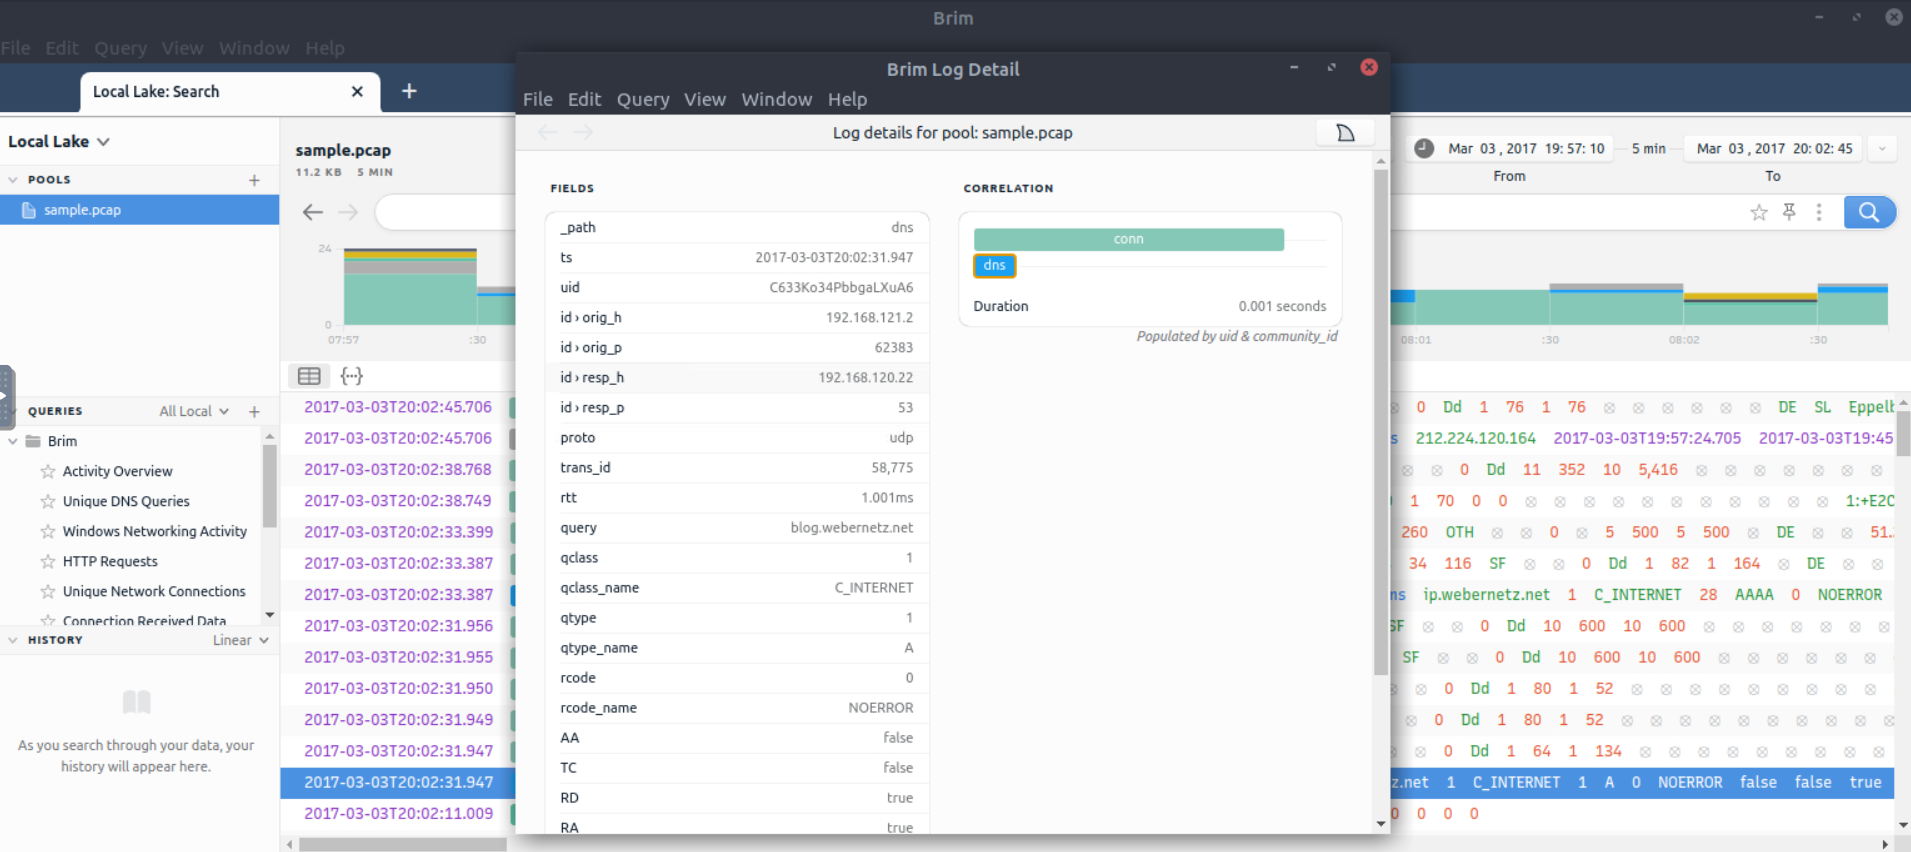 Brim
File Edit Query View Window Help
Local Lake: Search
Local Lake
POOLS
sample.pcap
QUERIES All Local
Brim
Activity Overview
Unique DNS Queries
Windows Networking Activity
HTTP Requests
Unique Network Connections
Connection Received Data
HISTORY Linear
As you search through your data, your
history will appear here.
sample.pcap
11.2 KB 5 MIN
24
0
07:57 :30
2017-03-03T20:02:45.706
2017-03-03T20:02:45.706
2017-03-03T20:02:38.768
2017-03-03T20:02:38.749
2017-03-03T20:02:33.399
2017-03-03T20:02:33.387
2017-03-03T20:02:33.387
2017-03-03T20:02:31.956
2017-03-03T20:02:31.955
2017-03-03T20:02:31.950
2017-03-03T20:02:31.949
2017-03-03T20:02:31.947
2017-03-03T20:02:31.947
2017-03-03T20:02:11.009
Brim Log Detail
File Edit Query View Window Help
Log details for pool: sample.pcap
FIELDS
_path dns
ts 2017-03-03T20:02:31.947
uid C633Ko34PbbgaLXuA6
id › orig_h 192.168.121.2
id › orig_p 62383
id › resp_h 192.168.120.22
id › resp_p 53
proto udp
trans_id 58,775
rtt 1.001ms
query blog.webernetz.net
qclass 1
qclass_name C_INTERNET
qtype 1
qtype_name A
rcode 0
rcode_name NOERROR
AA false
TC false
RD true
RA true
CORRELATION
conn
dns
Duration 0.001 seconds
Populated by uid & community_id
Mar 03 , 2017 19: 57: 10 5 min Mar 03 , 2017 20: 02: 45
From To
08:01 :30 08:02 :30
0 Dd 1 76 1 76 DE SL Eppelb
s 212.224.120.164 2017-03-03T19:57:24.705 2017-03-03T19:45
0 Dd 11 352 10 5,416
1 70 0 0 1:+E2C
260 OTH 0 5 500 5 500 DE 51.
34 116 SF 0 Dd 1 82 1 164 DE
ns ip.webernetz.net 1 C_INTERNET 28 AAAA 0 NOERROR
SF 0 Dd 10 600 10 600
SF 0 Dd 10 600 10 600
0 Dd 1 80 1 52
0 Dd 1 80 1 52
0 Dd 1 64 1 134
z.net 1 C_INTERNET 1 A 0 NOERROR false false true
0 0 0 0